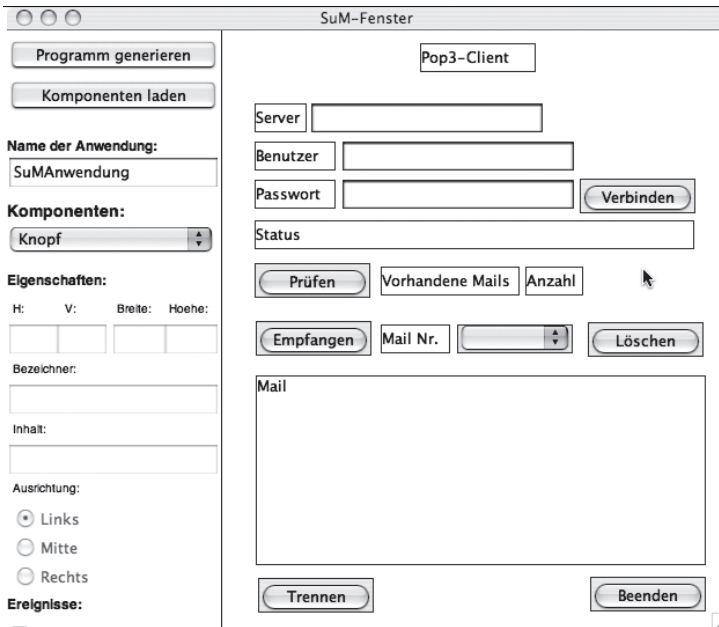 SuM-Fenster
Programm generieren
Komponenten laden
Name der Anwendung:
SuMAnwendung
Komponenten:
Knopf
Eigenschaften:
H: V: Breite: Hoehe:
Bezeichner:
Inhalt:
Ausrichtung:
Links
Mitte
Rechts
Ereignisse:
Pop3-Client
Server
Benutzer
Passwort Verbinden
Status
Prüfen Vorhandene Mails Anzahl
Empfangen Mail Nr. Löschen
Mail
Trennen Beenden